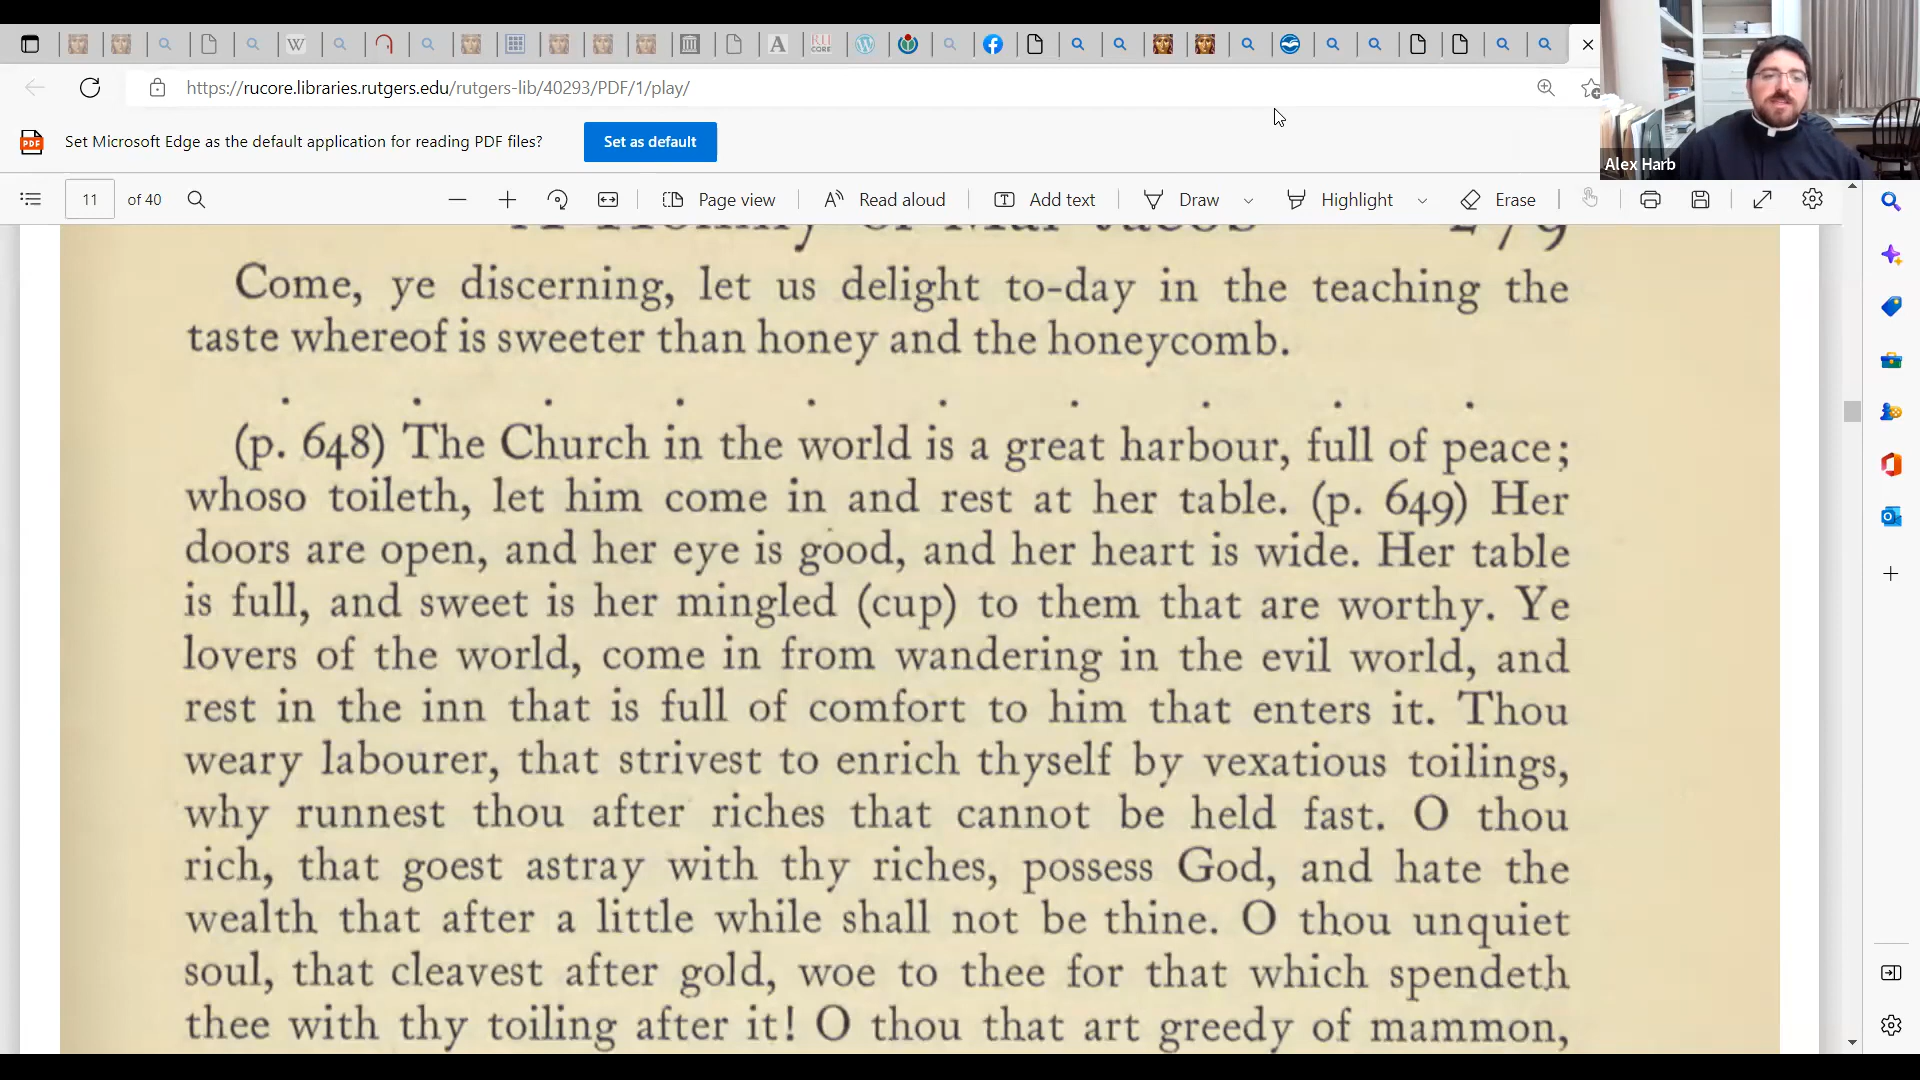 https://rucore.libraries.rutgers.edu/rutgers-lib/40293/PDF/1/play/
Alex Harb
PDF
Set Microsoft Edge as the default application for reading PDF files?
Set as default
11 of 40
Page view
Read aloud
Add text
Draw
Highlight
Erase
A Homily of Mar Jacob 279
Come, ye discerning, let us delight to-day in the teaching the
taste whereof is sweeter than honey and the honeycomb.
. . . . . . . . . .
(p. 648) The Church in the world is a great harbour, full of peace;
whoso toileth, let him come in and rest at her table. (p. 649) Her
doors are open, and her eye is good, and her heart is wide. Her table
is full, and sweet is her mingled (cup) to them that are worthy. Ye
lovers of the world, come in from wandering in the evil world, and
rest in the inn that is full of comfort to him that enters it. Thou
weary labourer, that strivest to enrich thyself by vexatious toilings,
why runnest thou after riches that cannot be held fast. O thou
rich, that goest astray with thy riches, possess God, and hate the
wealth that after a little while shall not be thine. O thou unquiet
soul, that cleavest after gold, woe to thee for that which spendeth
thee with thy toiling after it! O thou that art greedy of mammon,